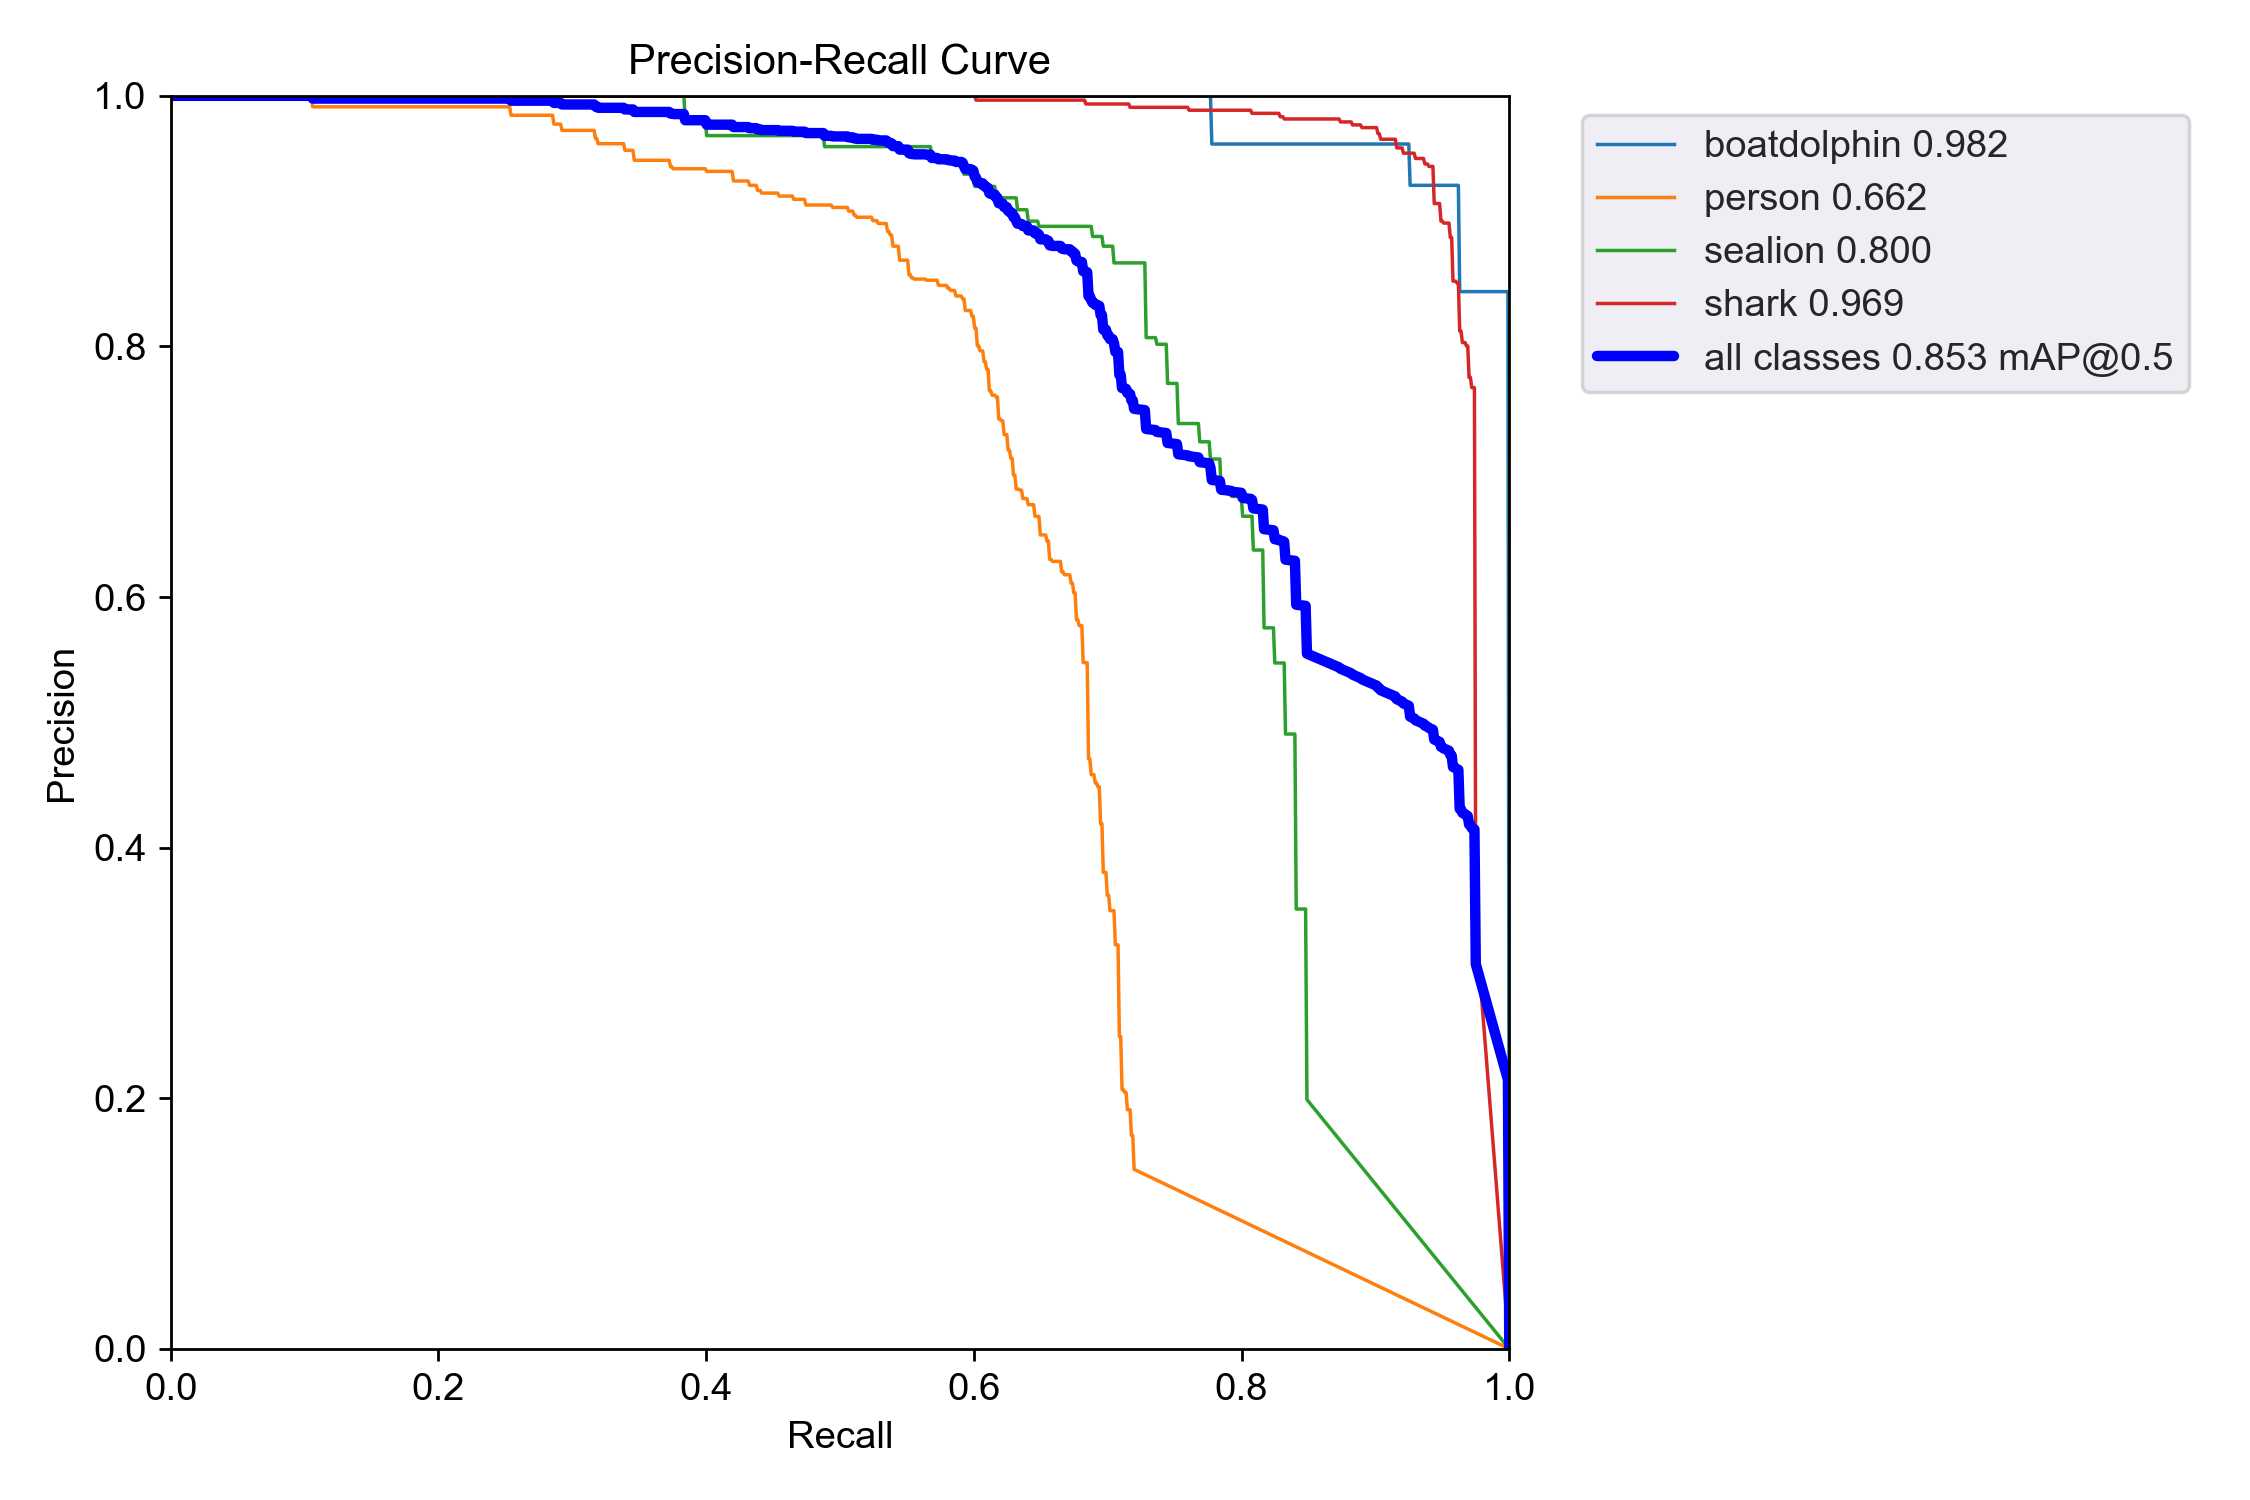 Precision-Recall Curve
1.0
0.8
0.6
0.4
0.2
0.0
Precision
0.0 0.2 0.4 0.6 0.8 1.0
Recall
boatdolphin 0.982
person 0.662
sealion 0.800
shark 0.969
all classes 0.853 mAP@0.5